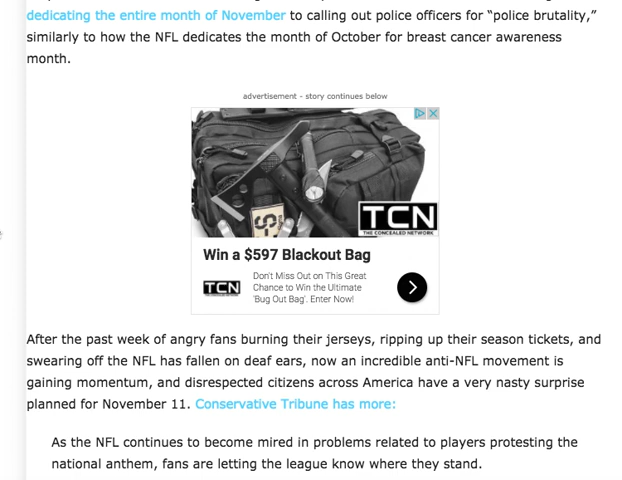 dedicating the entire month of November to calling out police officers for “police brutality,”
similarly to how the NFL dedicates the month of October for breast cancer awareness
month.
advertisement - story continues below
TCN
THE CONCEALED NETWORK
Win a $597 Blackout Bag
TCN
Don't Miss Out on This Great
Chance to Win the Ultimate
'Bug Out Bag'. Enter Now!
After the past week of angry fans burning their jerseys, ripping up their season tickets, and
swearing off the NFL has fallen on deaf ears, now an incredible anti-NFL movement is
gaining momentum, and disrespected citizens across America have a very nasty surprise
planned for November 11. Conservative Tribune has more:
As the NFL continues to become mired in problems related to players protesting the
national anthem, fans are letting the league know where they stand.